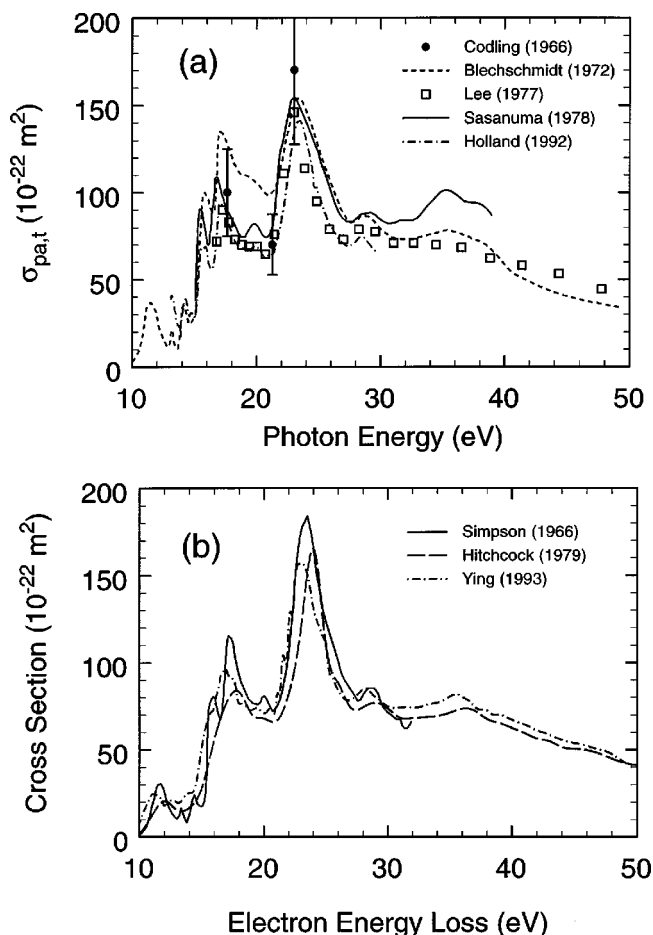 200
(a)
Codling (1966)
Blechschmidt (1972)
150
Lee (1977)
Sasanuma (1978)
Holland (1992)
σpa,t (10⁻²² m²)
100
50
0
10 20 30 40 50
Photon Energy (eV)
200
(b)
Simpson (1966)
Hitchcock (1979)
150
Ying (1993)
Cross Section (10⁻²² m²)
100
50
0
10 20 30 40 50
Electron Energy Loss (eV)